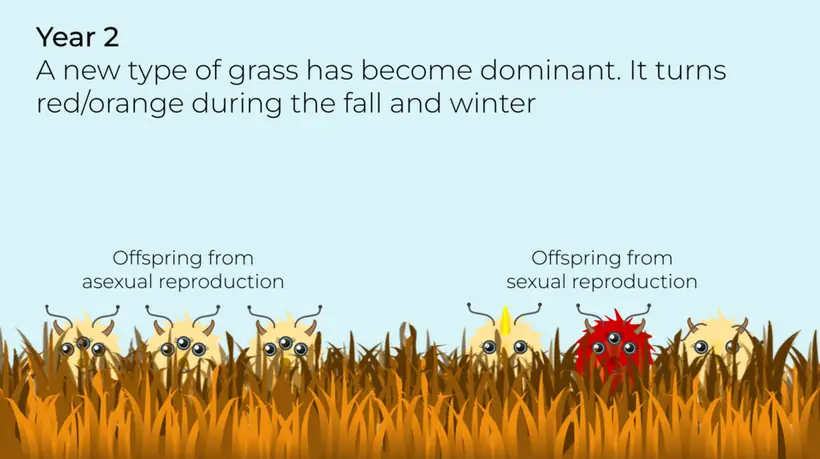 Year 2
A new type of grass has become dominant. It turns
red/orange during the fall and winter
Offspring from
asexual reproduction
Offspring from
sexual reproduction